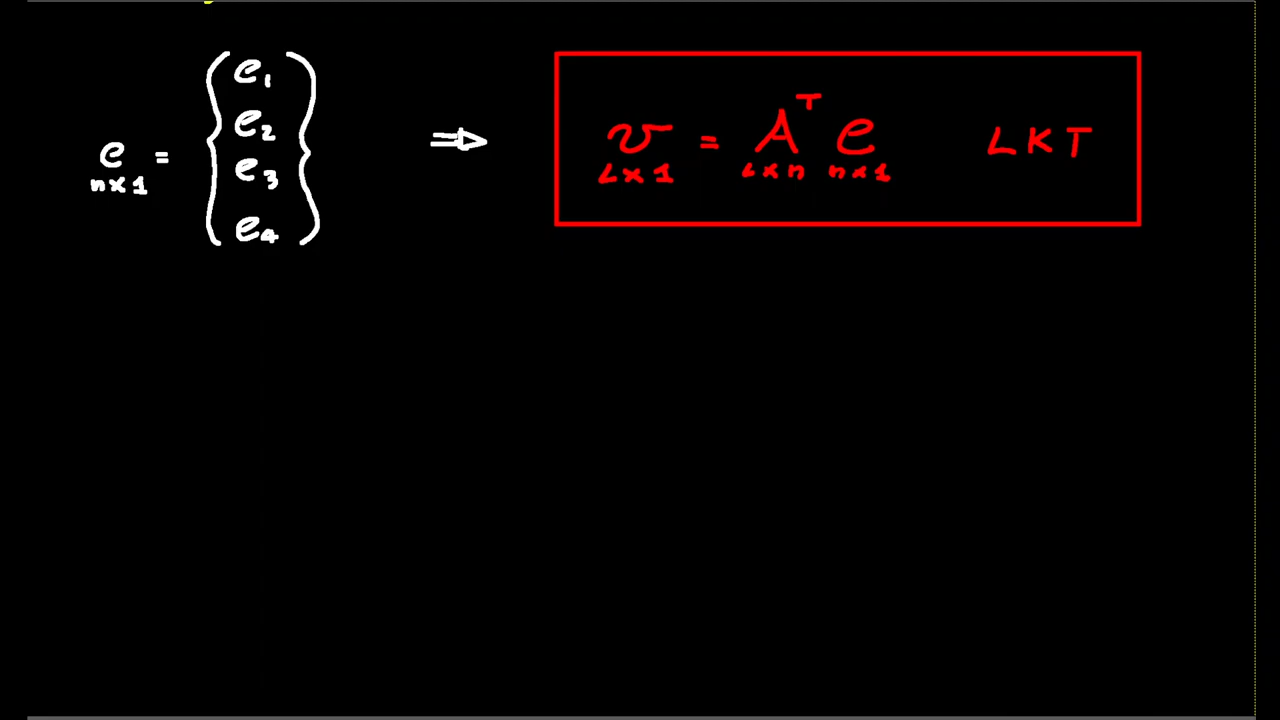 e = { e1 e2 e3 e4 } ⇒ v = A^T e LKT
n×1 L×1 L×n n×1